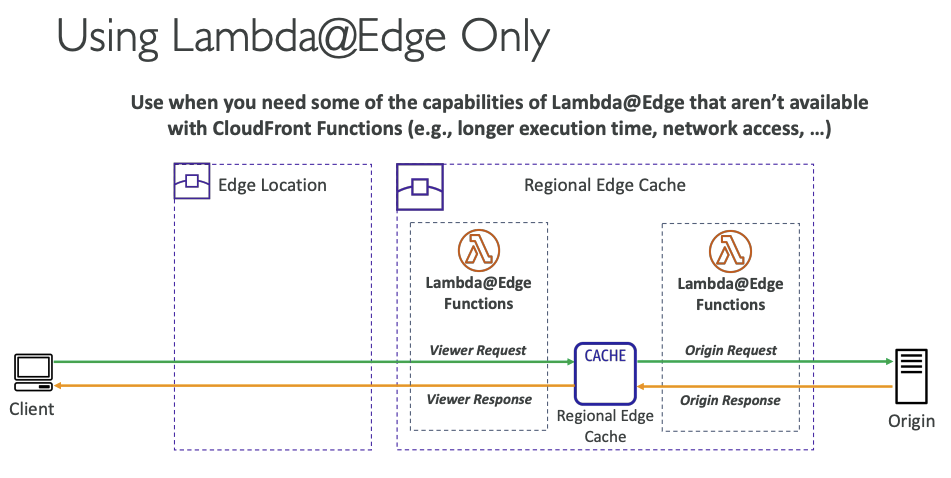 Using Lambda@Edge Only
Use when you need some of the capabilities of Lambda@Edge that aren’t available
with CloudFront Functions (e.g., longer execution time, network access, …)
Edge Location
Regional Edge Cache
Lambda@Edge
Functions
Lambda@Edge
Functions
Viewer Request
CACHE
Origin Request
Viewer Response
Origin Response
Client
Regional Edge
Cache
Origin